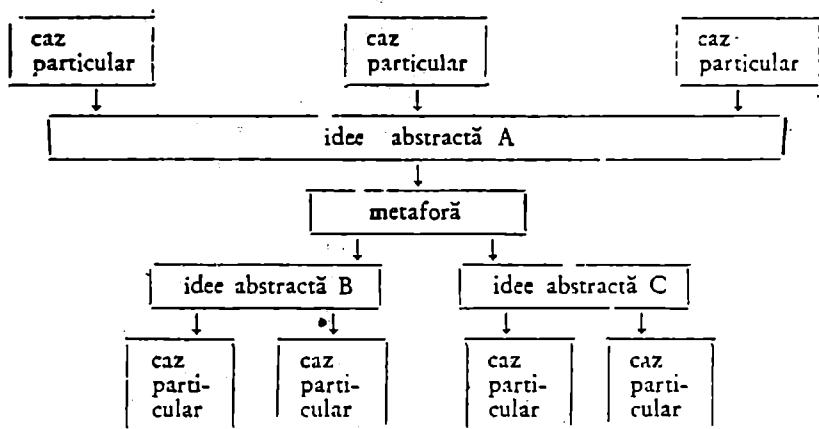 caz
particular
caz
particular
caz
particular
idee abstractă A
metaforă
idee abstractă B
idee abstractă C
caz
parti-
cular
caz
parti-
cular
caz
parti-
cular
caz
parti-
cular